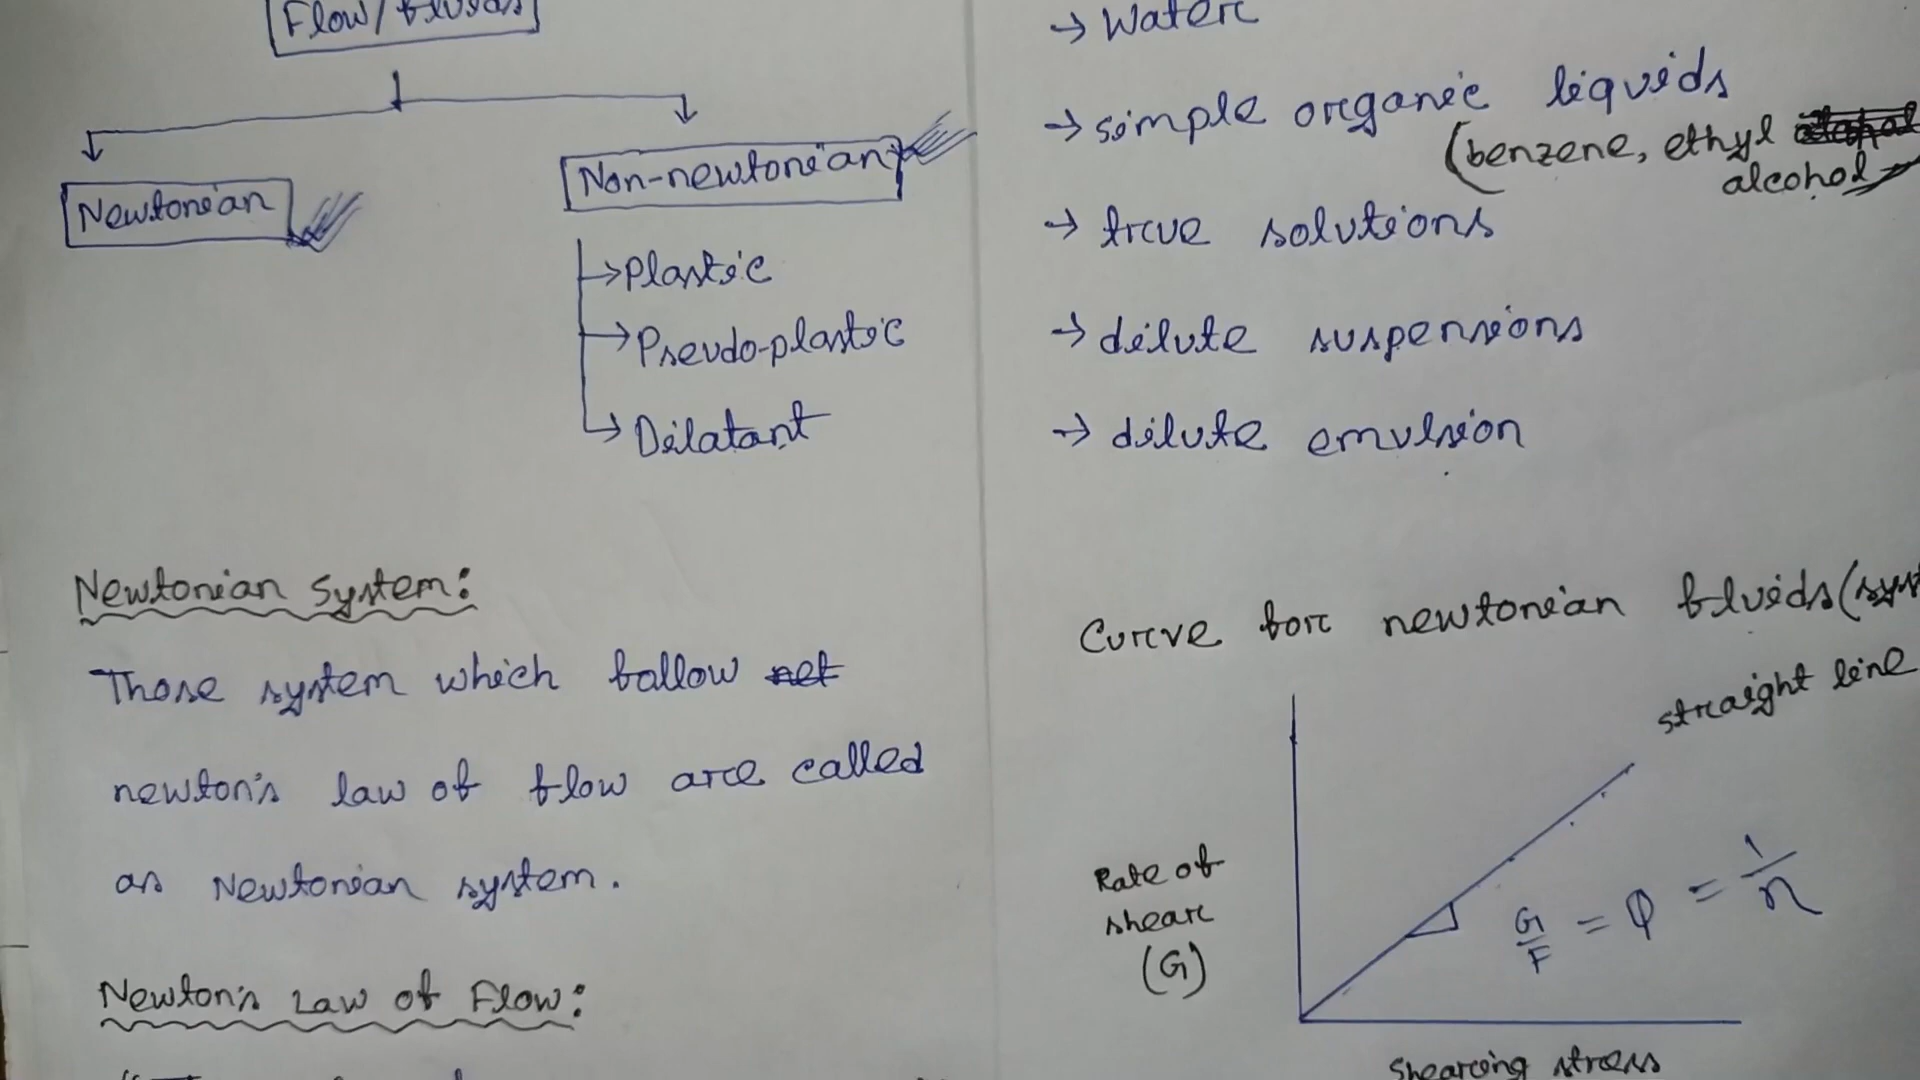 Flow/fluids
Newtonian
Non-newtonian
→Plastic
→Pseudo-plastic
→Dilatant
Newtonian System:
Those system which follow
newton's law of flow are called
as Newtonian system.
Newton's Law of Flow:
→ Water
→ simple organic liquids
(benzene, ethyl
alcohol
→ true solutions
→ dilute suspensions
→ dilute emulsion
Curve for newtonian fluids (syst
straight line
Rate of
shear
(G)
G/F = φ = 1/η
Shearing stress